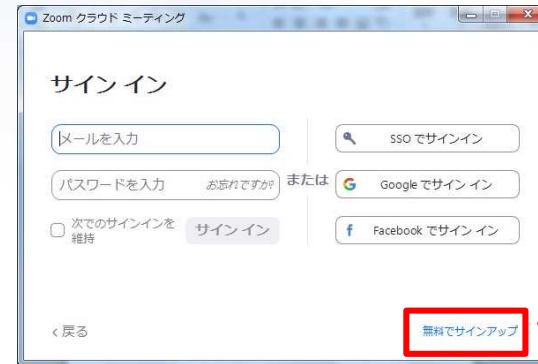 Zoom クラウド ミーティング
サイン イン
メールを入力
パスワードを入力 お忘れですか?
次でのサインインを
維持
サイン イン
または
SSO でサインイン
Google でサイン イン
Facebook でサイン イン
< 戻る
無料でサインアップ